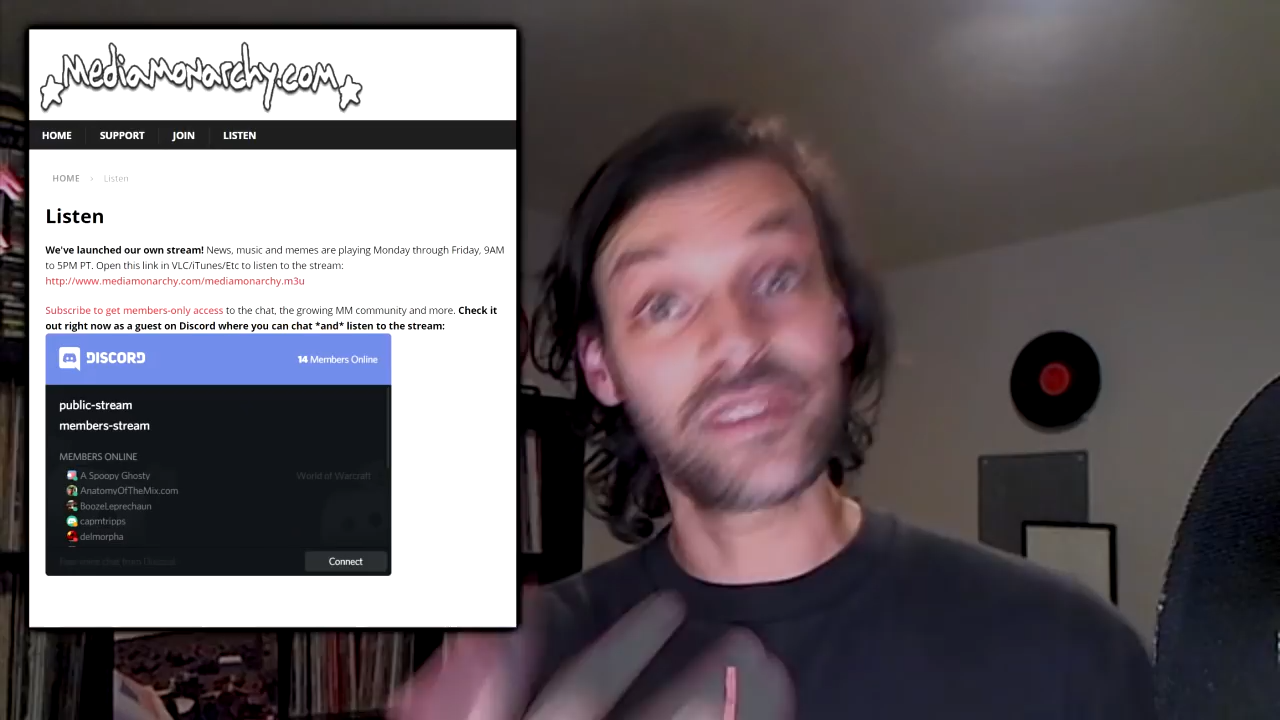 Mediamonarchy.com
HOME SUPPORT JOIN LISTEN
HOME › Listen
Listen
We've launched our own stream! News, music and memes are playing Monday through Friday, 9AM
to 5PM PT. Open this link in VLC/iTunes/Etc to listen to the stream:
http://www.mediamonarchy.com/mediamonarchy.m3u
Subscribe to get members-only access to the chat, the growing MM community and more. Check it
out right now as a guest on Discord where you can chat *and* listen to the stream:
DISCORD 14 Members Online
public-stream
members-stream
MEMBERS ONLINE
A Spoopy Ghosty World of Warcraft
AnatomyOfTheMix.com
BoozeLeprechaun
capmtripps
delmorpha
Connect